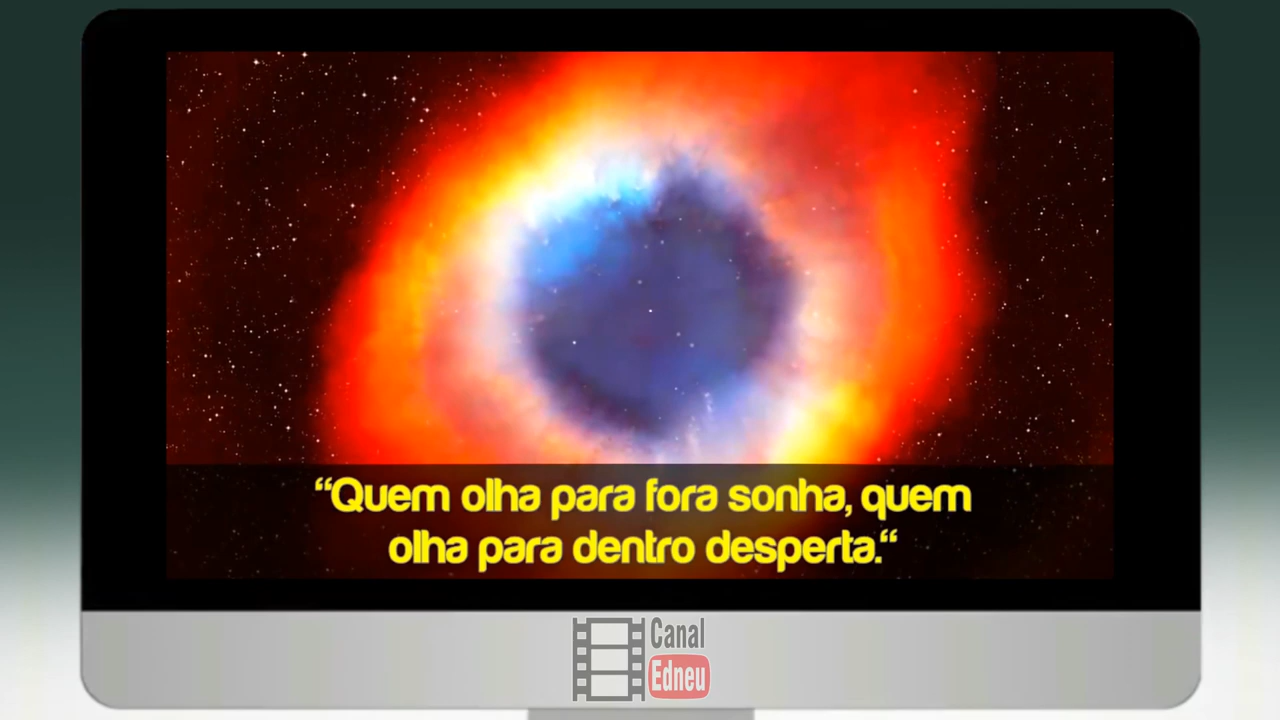 “Quem olha para fora sonha, quem
olha para dentro desperta.“
Canal
Edneu